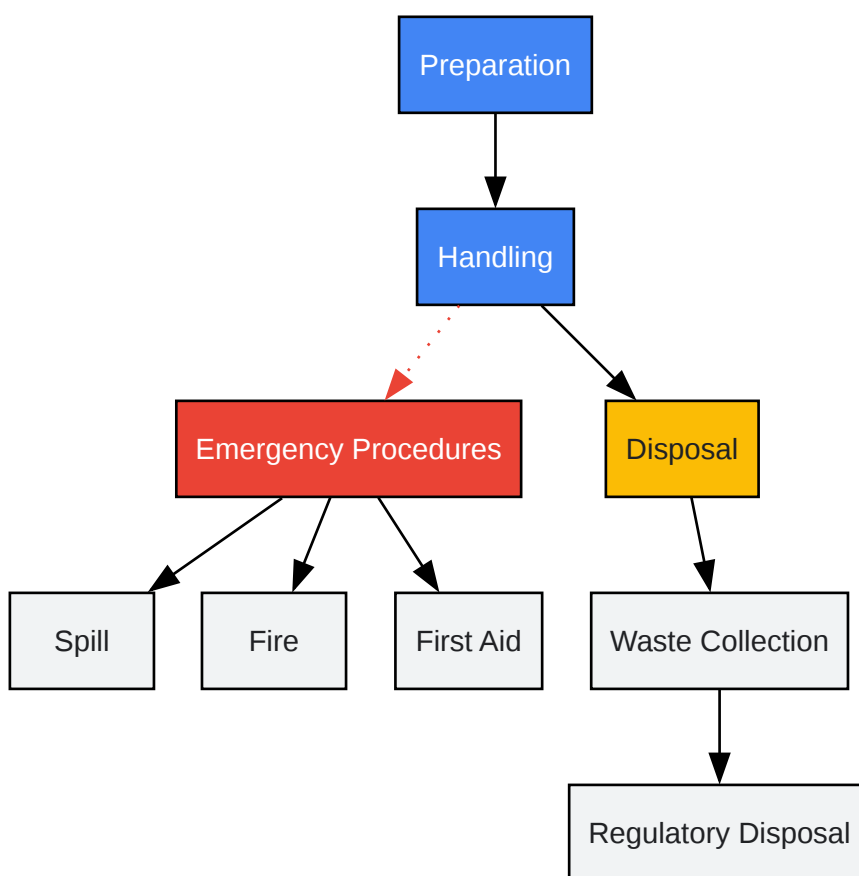 Preparation
Handling
Emergency Procedures
Disposal
Spill
Fire
First Aid
Waste Collection
Regulatory Disposal